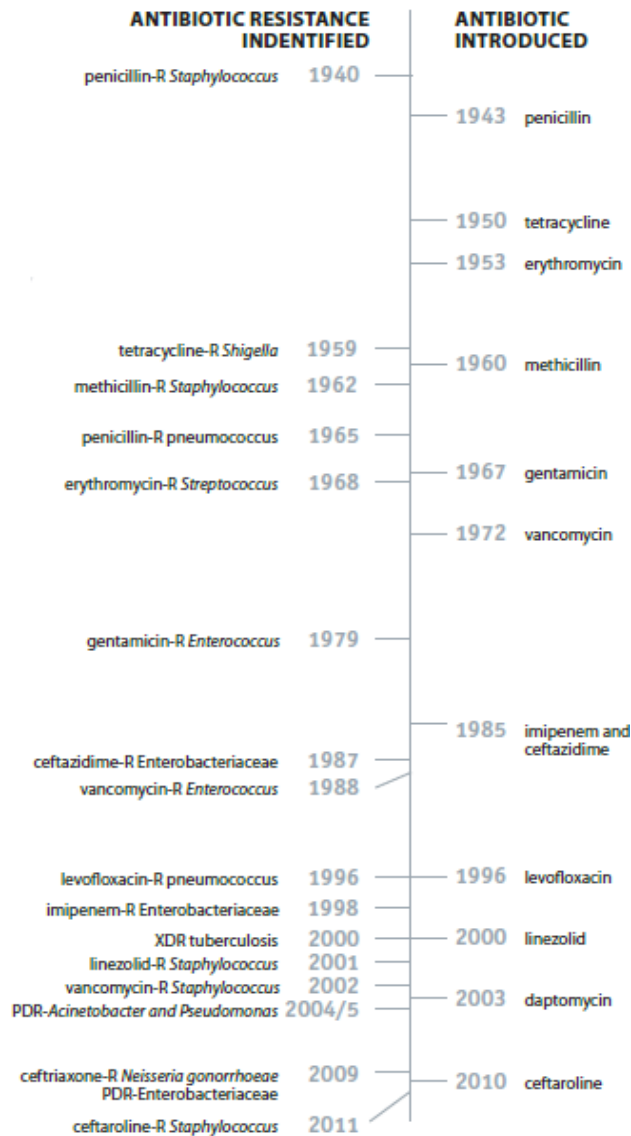 ANTIBIOTIC RESISTANCE
INDENTIFIED
ANTIBIOTIC
INTRODUCED
penicillin-R Staphylococcus 1940
1943 penicillin
1950 tetracycline
1953 erythromycin
tetracycline-R Shigella 1959
1960 methicillin
methicillin-R Staphylococcus 1962
penicillin-R pneumococcus 1965
1967 gentamicin
erythromycin-R Streptococcus 1968
1972 vancomycin
gentamicin-R Enterococcus 1979
1985 imipenem and
ceftazidime
ceftazidime-R Enterobacteriaceae 1987
vancomycin-R Enterococcus 1988
levofloxacin-R pneumococcus 1996
1996 levofloxacin
imipenem-R Enterobacteriaceae 1998
XDR tuberculosis 2000
2000 linezolid
linezolid-R Staphylococcus 2001
vancomycin-R Staphylococcus 2002
2003 daptomycin
PDR-Acinetobacter and Pseudomonas 2004/5
ceftriaxone-R Neisseria gonorrhoeae 2009
PDR-Enterobacteriaceae
2010 ceftaroline
ceftaroline-R Staphylococcus 2011